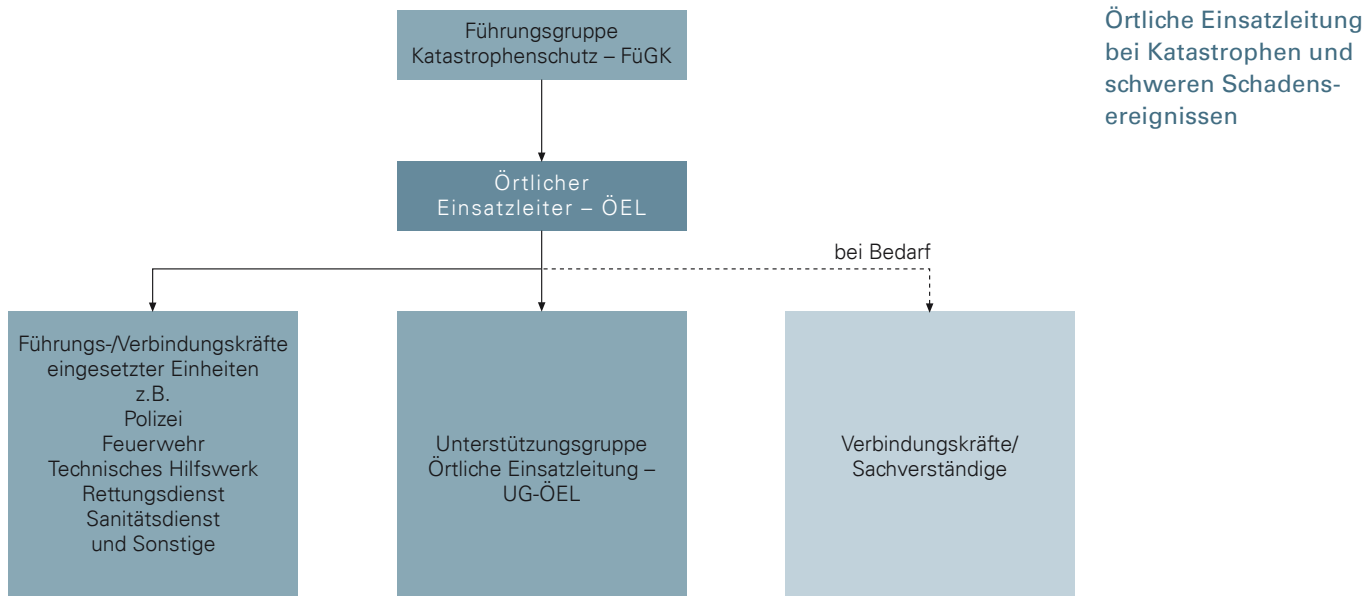 Örtliche Einsatzleitung
bei Katastrophen und
schweren Schadens-
ereignissen
Führungsgruppe
Katastrophenschutz – FüGK
Örtlicher
Einsatzleiter – ÖEL
bei Bedarf
Führungs-/Verbindungskräfte
eingesetzter Einheiten
z.B.
Polizei
Feuerwehr
Technisches Hilfswerk
Rettungsdienst
Sanitätsdienst
und Sonstige
Unterstützungsgruppe
Örtliche Einsatzleitung –
UG-ÖEL
Verbindungskräfte/
Sachverständige